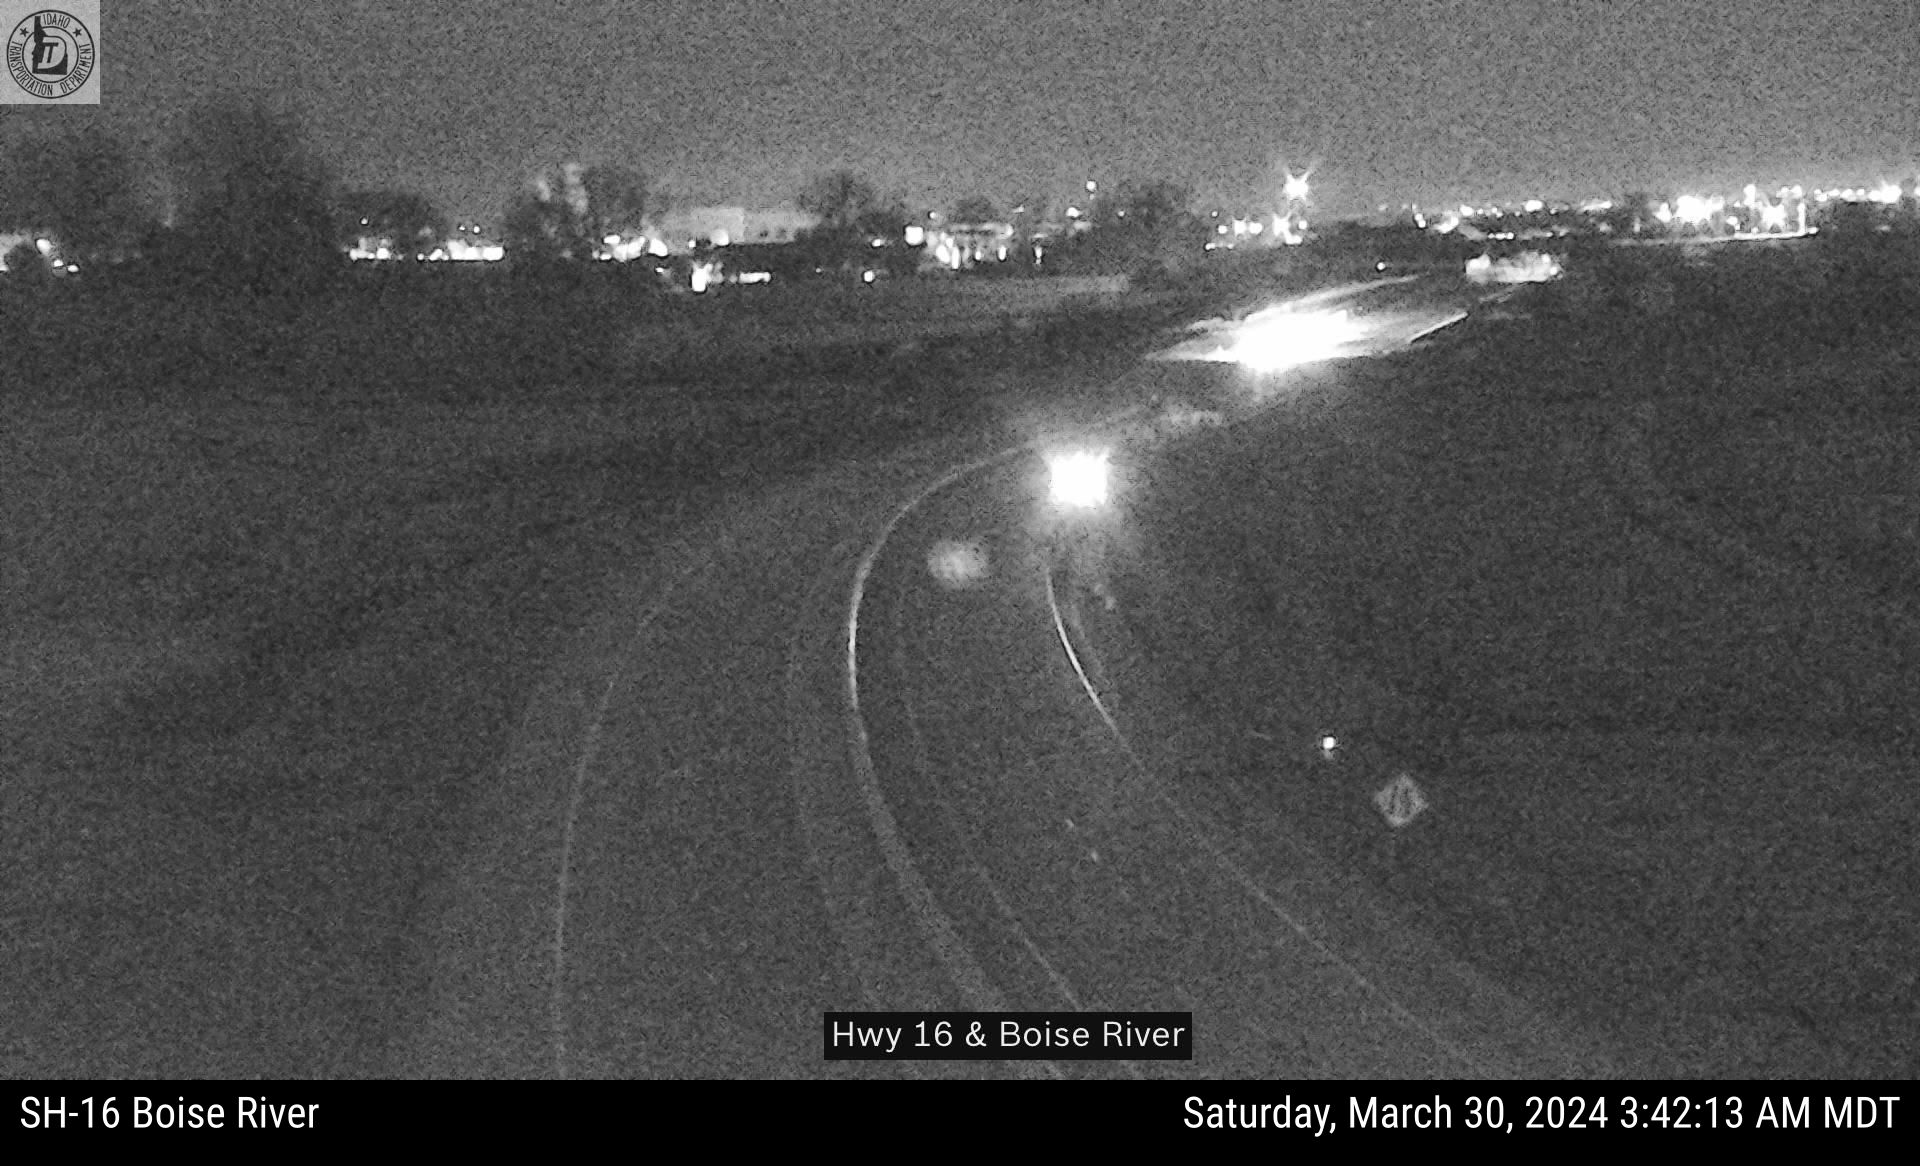 IDAHO
TRANSPORTATION DEPARTMENT
IT
Hwy 16 & Boise River
SH-16 Boise River
Saturday, March 30, 2024 3:42:13 AM MDT